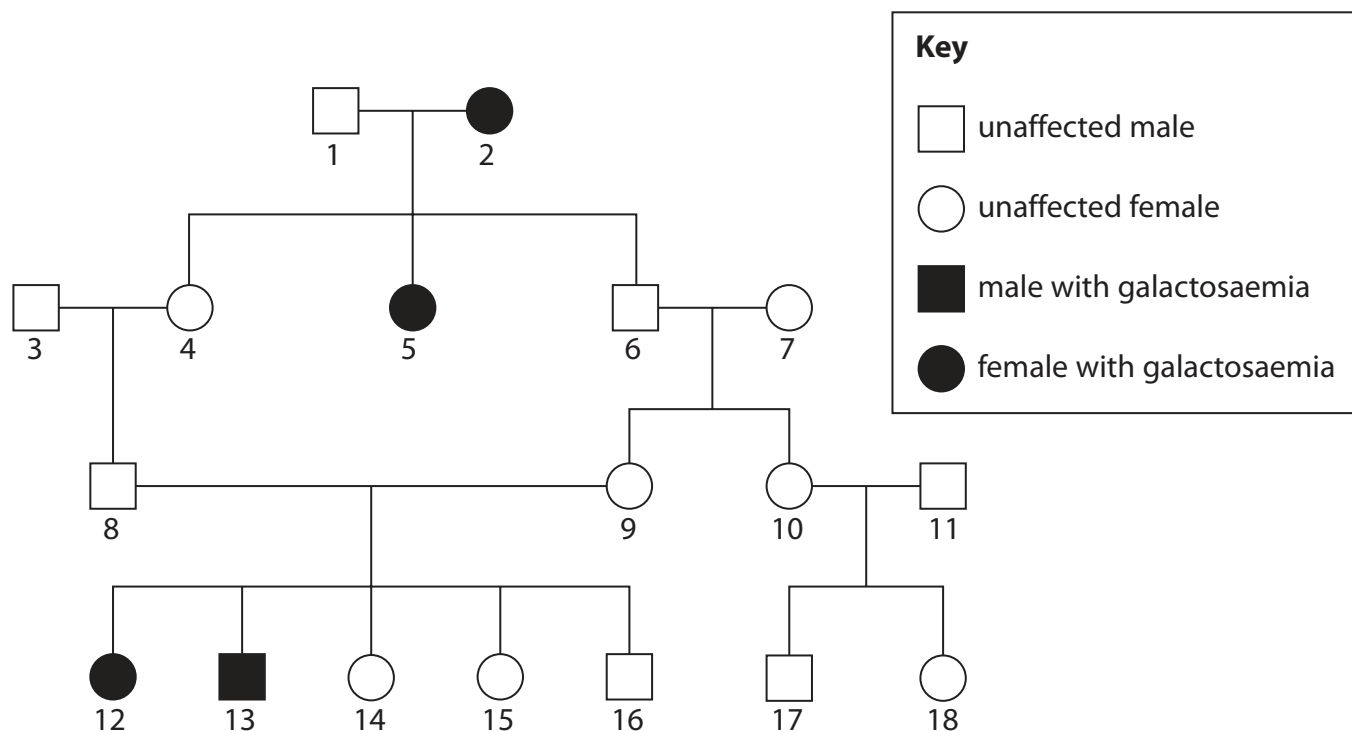 Key
unaffected male
unaffected female
male with galactosaemia
female with galactosaemia
1 2
3 4 5 6 7
8 9 10 11
12 13 14 15 16 17 18